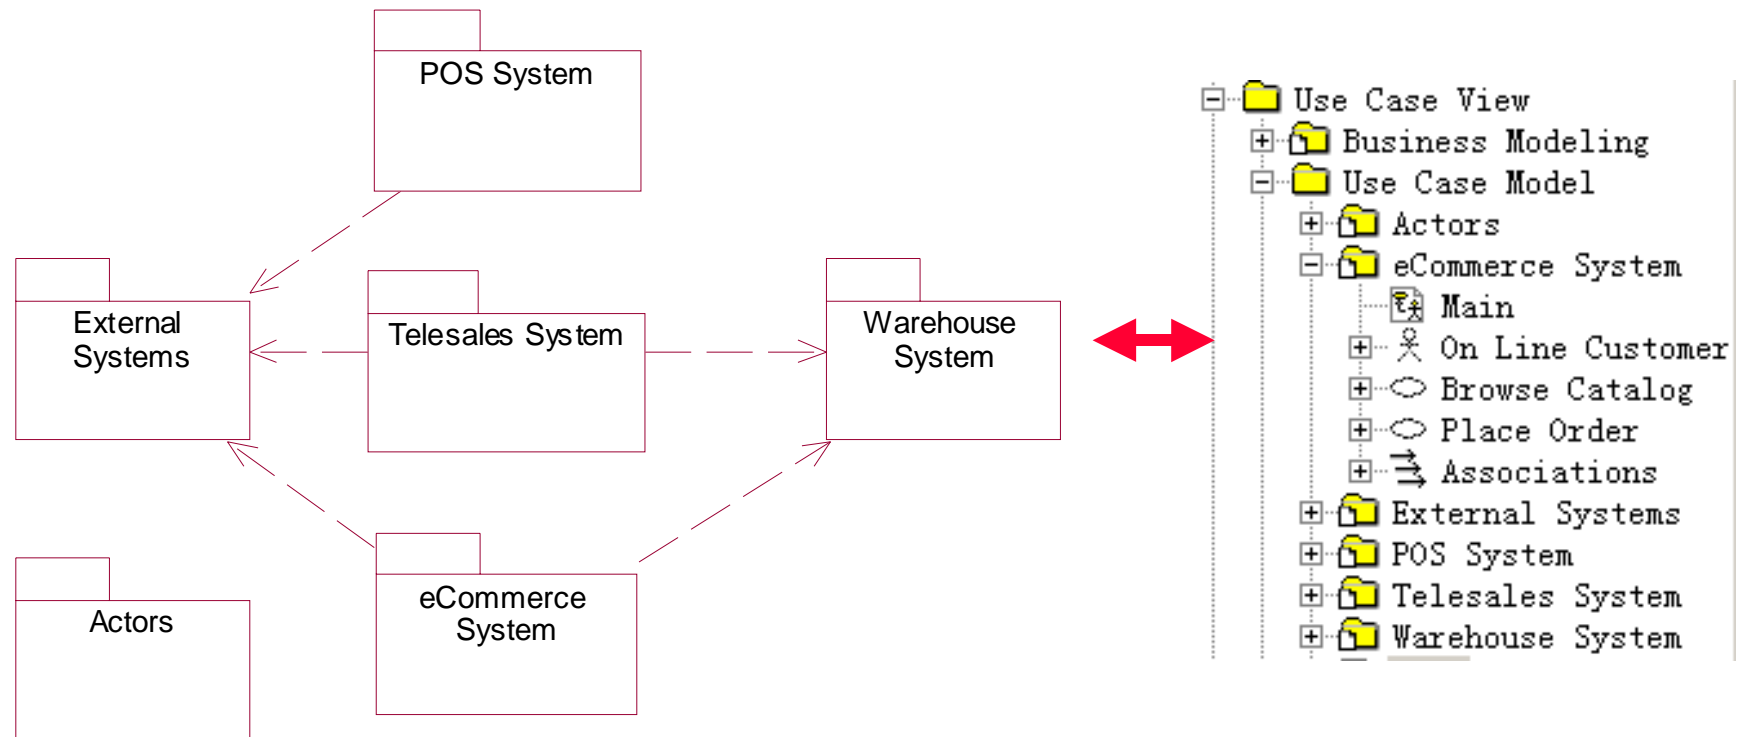 POS System
External
Systems
Telesales System
Warehouse
System
Actors
eCommerce
System
Use Case View
Business Modeling
Use Case Model
Actors
eCommerce System
Main
On Line Customer
Browse Catalog
Place Order
Associations
External Systems
POS System
Telesales System
Warehouse System